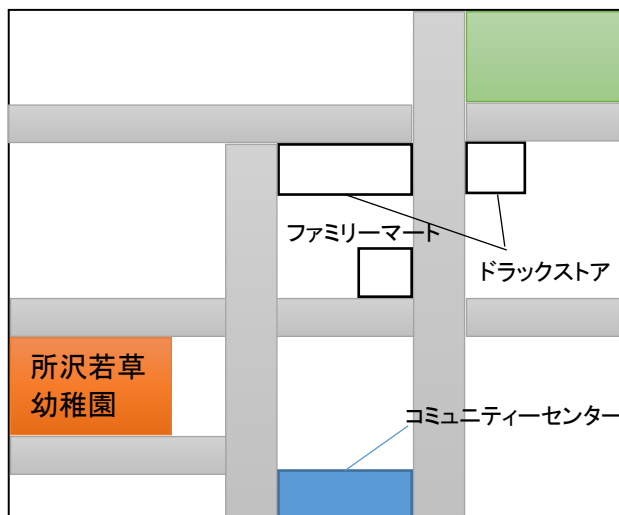 ファミリーマート
ドラックストア
所沢若草
幼稚園
コミュニティーセンター